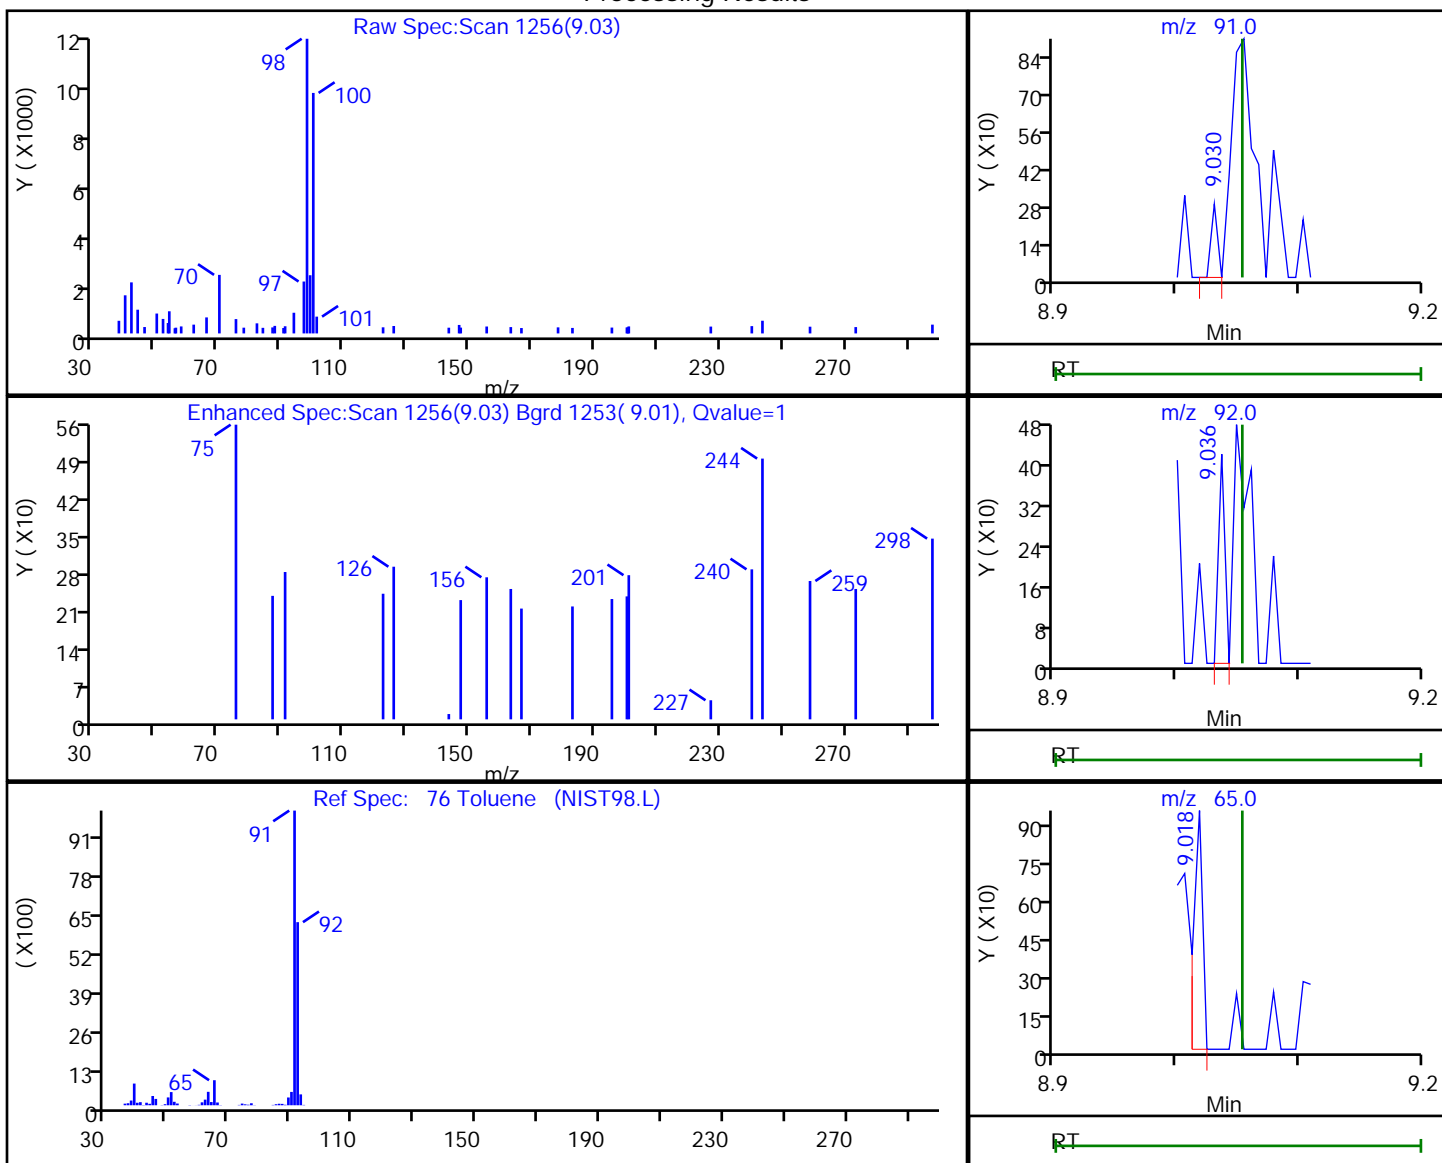 Processing Results
Raw Spec:Scan 1256(9.03)
12
10
8
6
4
2
0
Y ( X1000)
98
100
70
97
101
30 70 110 150 190 230 270
m/z
m/z 91.0
84
70
56
42
28
14
0
Y ( X10)
9.030
8.9 9.2
Min
RT
Enhanced Spec:Scan 1256(9.03) Bgrd 1253( 9.01), Qvalue=1
56
49
42
35
28
21
14
7
0
Y ( X10)
75
244
298
126
156
201
240
259
227
30 70 110 150 190 230 270
m/z
m/z 92.0
48
40
32
24
16
8
0
Y ( X10)
9.036
8.9 9.2
Min
RT
Ref Spec: 76 Toluene (NIST98.L)
91
78
65
52
39
26
13
0
( X100)
91
92
65
30 70 110 150 190 230 270
m/z 65.0
90
75
60
45
30
15
0
Y ( X10)
9.018
8.9 9.2
Min
RT